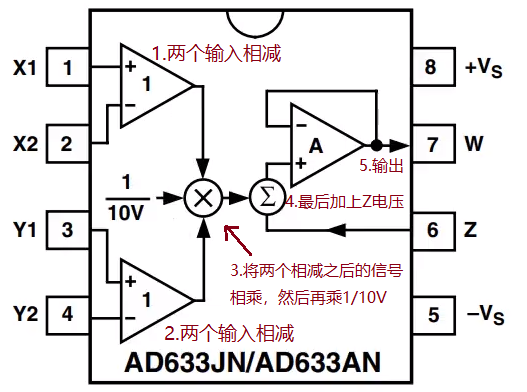 1.两个输入相减
X1 1 + 1 8 +VS
−
X2 2 − A 7 W
+
5.输出
1
10V
× Σ 4.最后加上Z电压
Y1 3 6 Z
+
3.将两个相减之后的信号
1 相乘，然后再乘1/10V
Y2 4 − 5 −VS
2.两个输入相减
AD633JN/AD633AN